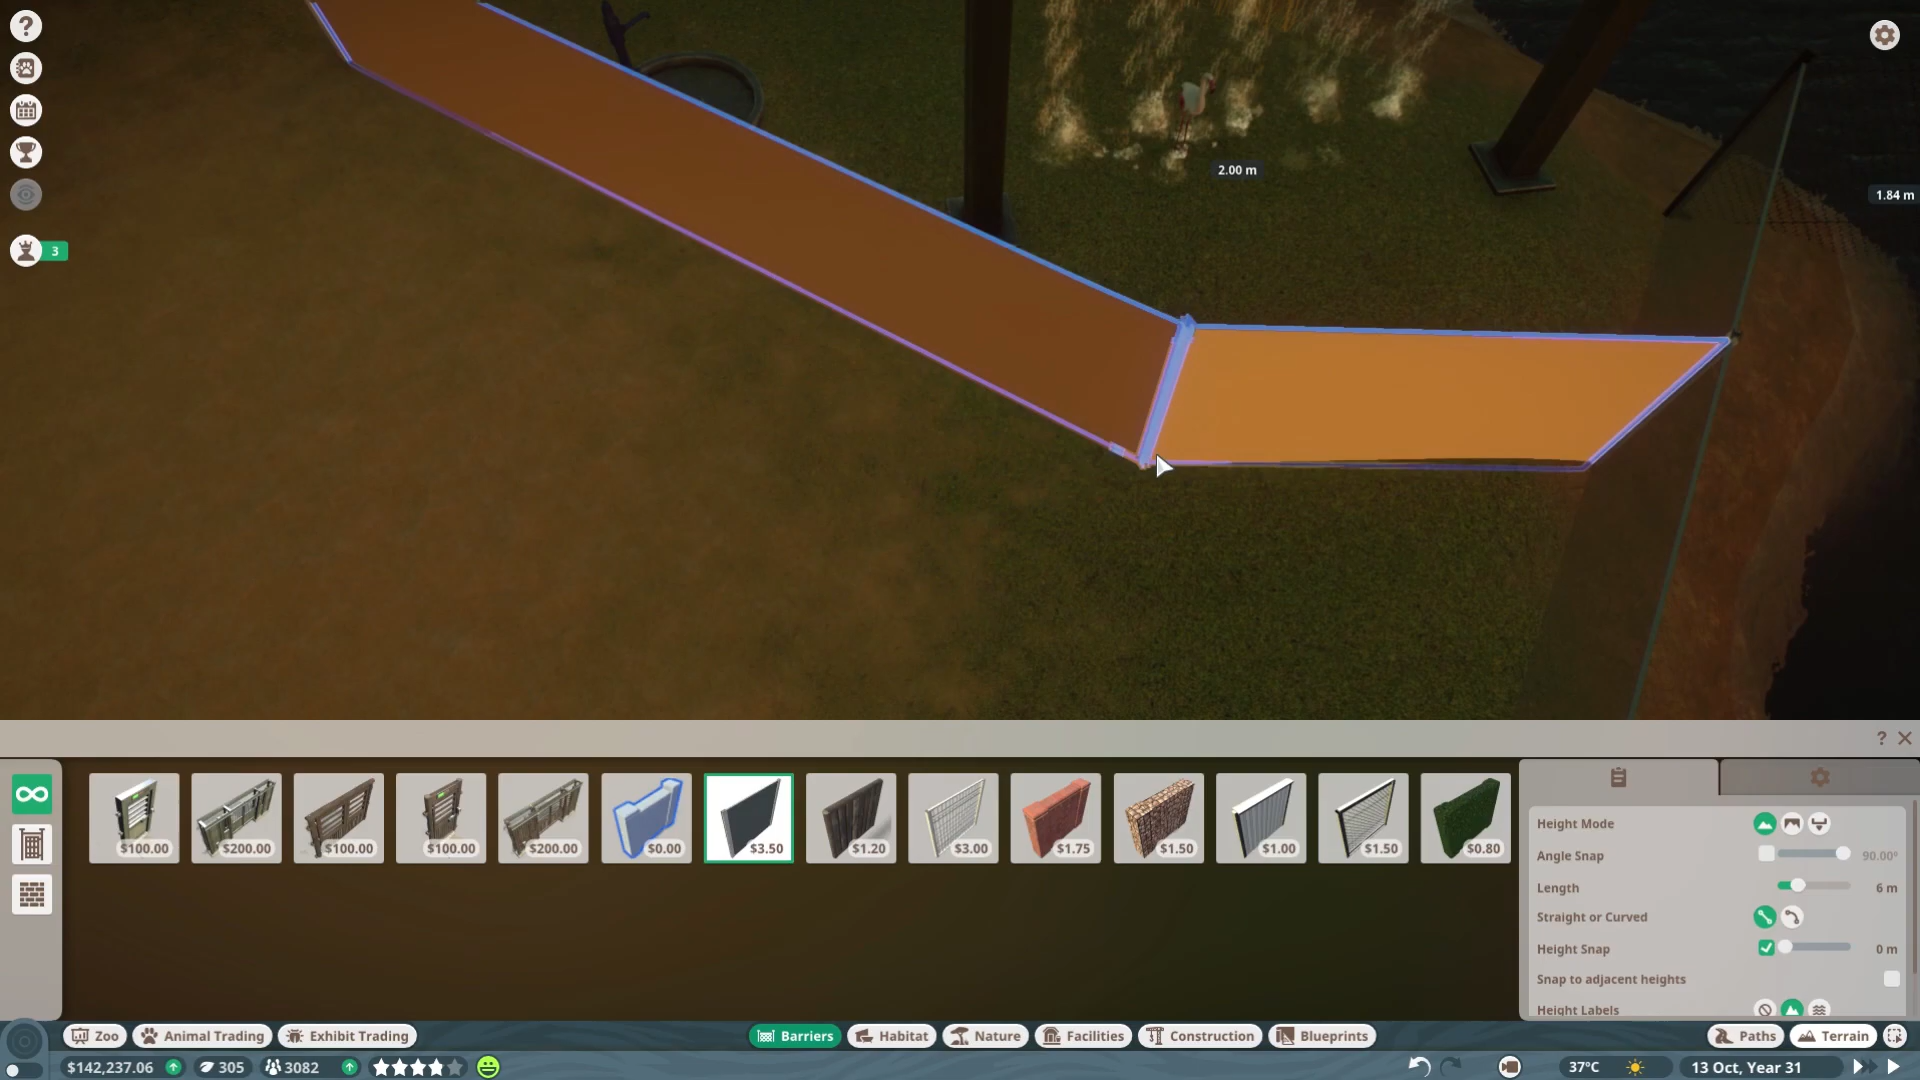 3
2.00 m
1.84 m
? ×
$100.00 $200.00 $100.00 $100.00 $200.00 $0.00 $3.50 $1.20 $3.00 $1.75 $1.50 $1.00 $1.50 $0.80
Height Mode
Angle Snap 90.00°
Length 6 m
Straight or Curved
Height Snap 0 m
Snap to adjacent heights
Height Labels
Zoo Animal Trading Exhibit Trading Barriers Habitat Nature Facilities Construction Blueprints Paths Terrain
$142,237.06 305 3082 37°C 13 Oct, Year 31